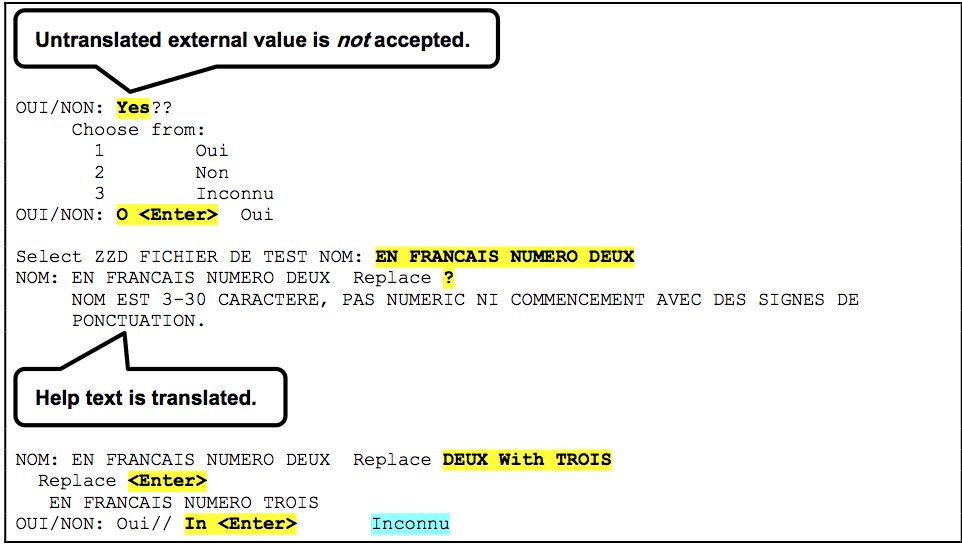 Untranslated external value is not accepted.
OUI/NON: Yes??
Choose from:
1 Oui
2 Non
3 Inconnu
OUI/NON: O <Enter> Oui
Select ZZD FICHIER DE TEST NOM: EN FRANCAIS NUMERO DEUX
NOM: EN FRANCAIS NUMERO DEUX Replace ?
NOM EST 3-30 CARACTERE, PAS NUMERIC NI COMMENCEMENT AVEC DES SIGNES DE
PONCTUATION.
Help text is translated.
NOM: EN FRANCAIS NUMERO DEUX Replace DEUX With TROIS
Replace <Enter>
EN FRANCAIS NUMERO TROIS
OUI/NON: Oui// In <Enter> Inconnu